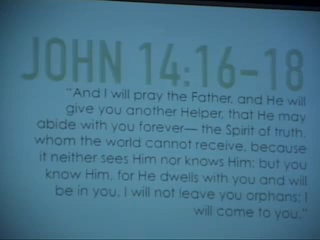 JOHN 14:16-18
"And I will pray the Father, and He will
give you another Helper, that He may
abide with you forever— the Spirit of truth,
whom the world cannot receive, because
it neither sees Him nor knows Him; but you
know Him, for He dwells with you and will
be in you. I will not leave you orphans; I
will come to you."